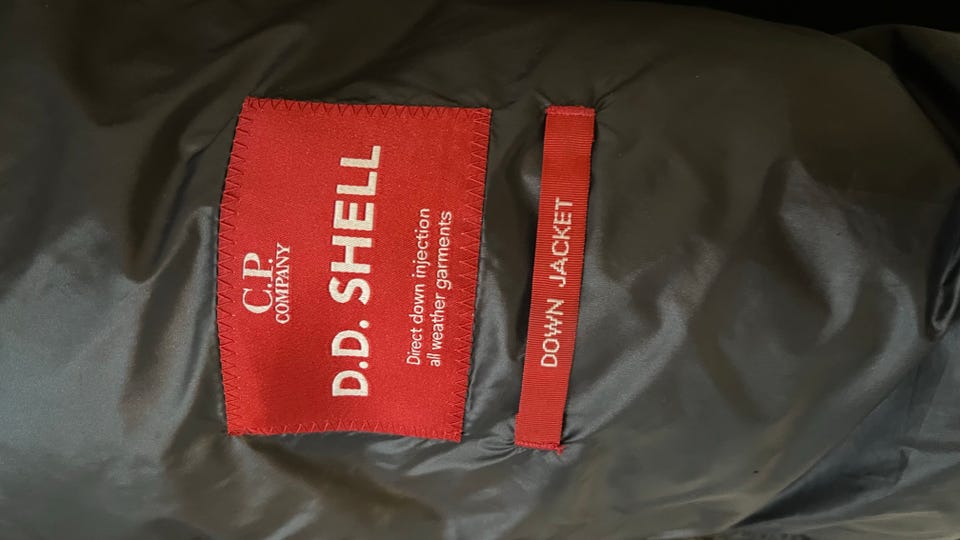 C.P.
COMPANY
D.D. SHELL
Direct down injection
all weather garments
DOWN JACKET